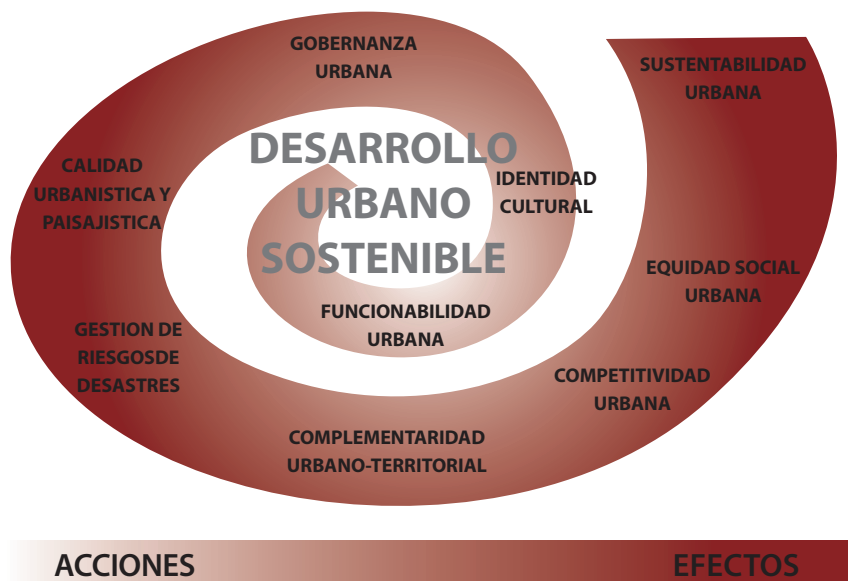 GOBERNANZA
URBANA
SUSTENTABILIDAD
URBANA
DESARROLLO
URBANO
SOSTENIBLE
CALIDAD
URBANISTICA Y
PAISAJISTICA
IDENTIDAD
CULTURAL
EQUIDAD SOCIAL
URBANA
FUNCIONABILIDAD
URBANA
GESTION DE
RIESGOSDE
DESASTRES
COMPETITIVIDAD
URBANA
COMPLEMENTARIDAD
URBANO-TERRITORIAL
ACCIONES
EFECTOS